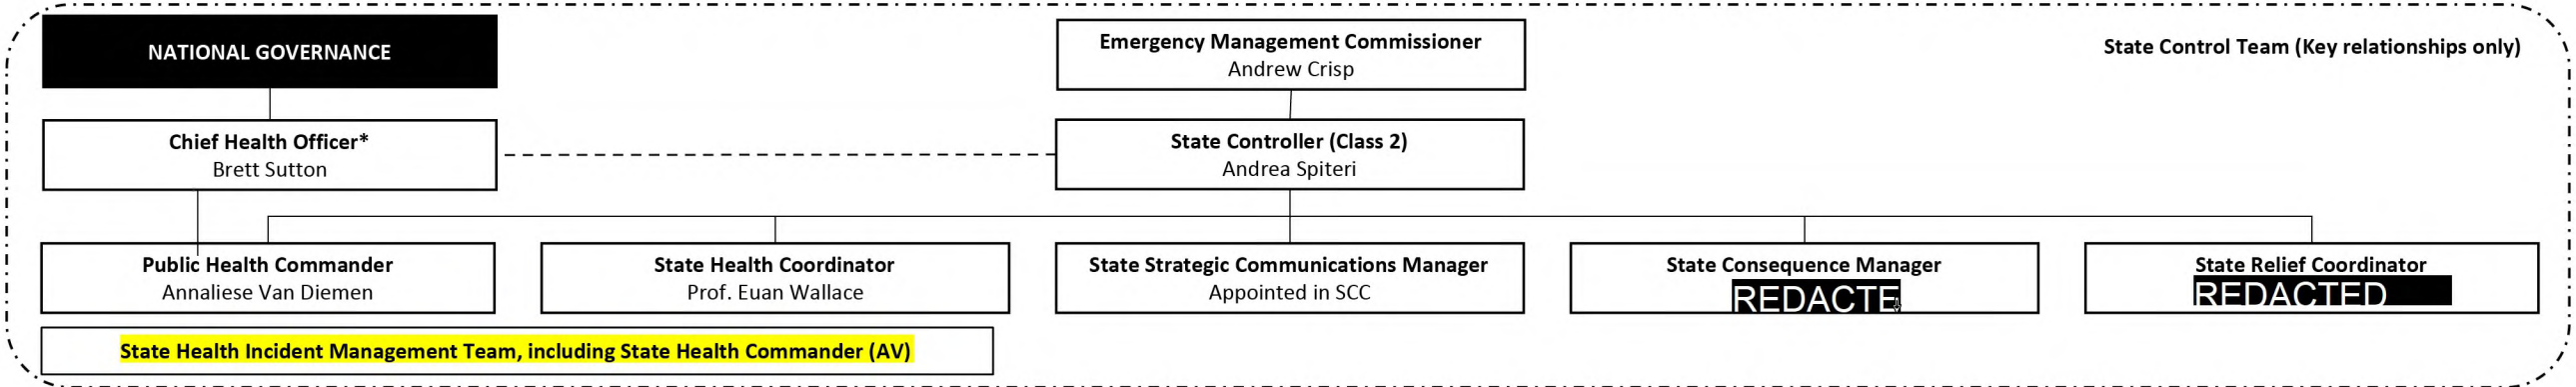 NATIONAL GOVERNANCE
Emergency Management Commissioner
Andrew Crisp
State Control Team (Key relationships only)
Chief Health Officer*
Brett Sutton
State Controller (Class 2)
Andrea Spiteri
Public Health Commander
Annaliese Van Diemen
State Health Coordinator
Prof. Euan Wallace
State Strategic Communications Manager
Appointed in SCC
State Consequence Manager
REDACTE
State Relief Coordinator
REDACTED
State Health Incident Management Team, including State Health Commander (AV)